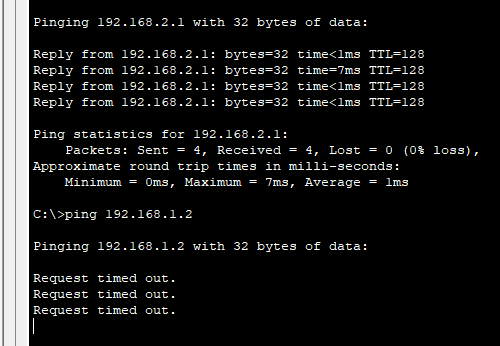 Pinging 192.168.2.1 with 32 bytes of data:
Reply from 192.168.2.1: bytes=32 time<1ms TTL=128
Reply from 192.168.2.1: bytes=32 time=7ms TTL=128
Reply from 192.168.2.1: bytes=32 time<1ms TTL=128
Reply from 192.168.2.1: bytes=32 time<1ms TTL=128
Ping statistics for 192.168.2.1:
Packets: Sent = 4, Received = 4, Lost = 0 (0% loss),
Approximate round trip times in milli-seconds:
Minimum = 0ms, Maximum = 7ms, Average = 1ms
C:\>ping 192.168.1.2
Pinging 192.168.1.2 with 32 bytes of data:
Request timed out.
Request timed out.
Request timed out.